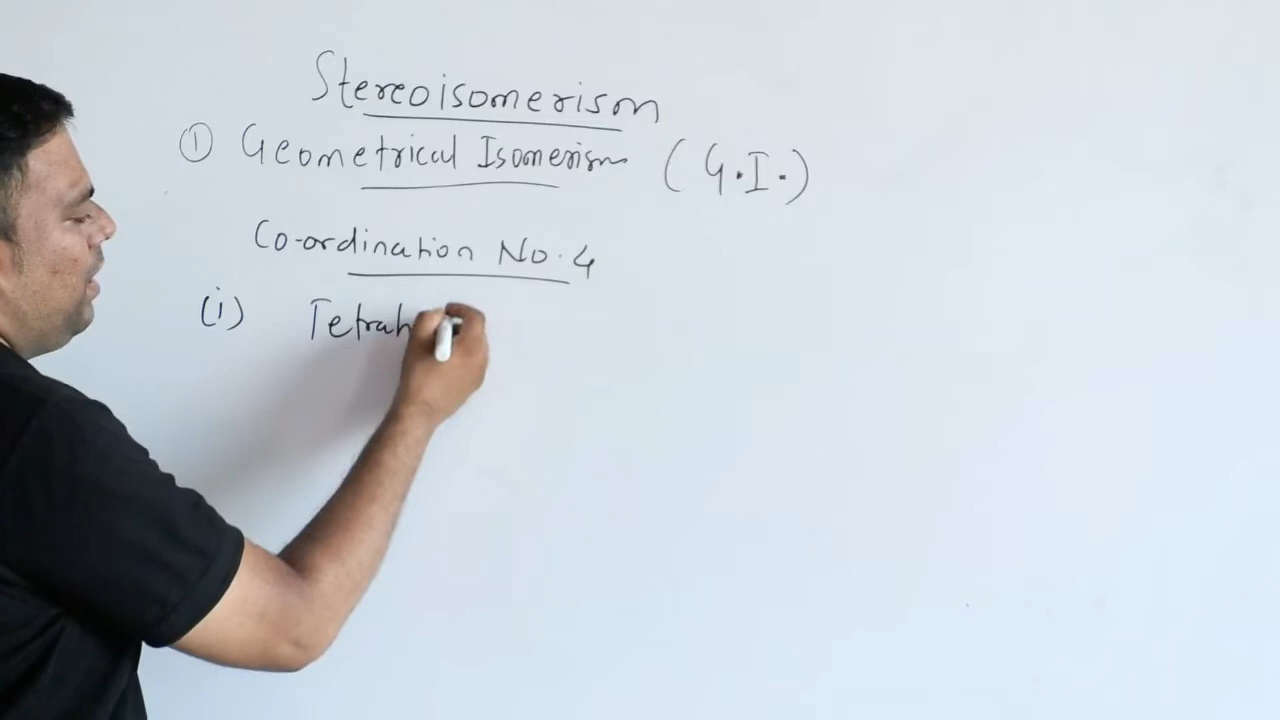 Stereoisomerism
① Geometrical Isomerism (G.I.)
Co-ordination No. 4
(i) Tetrah